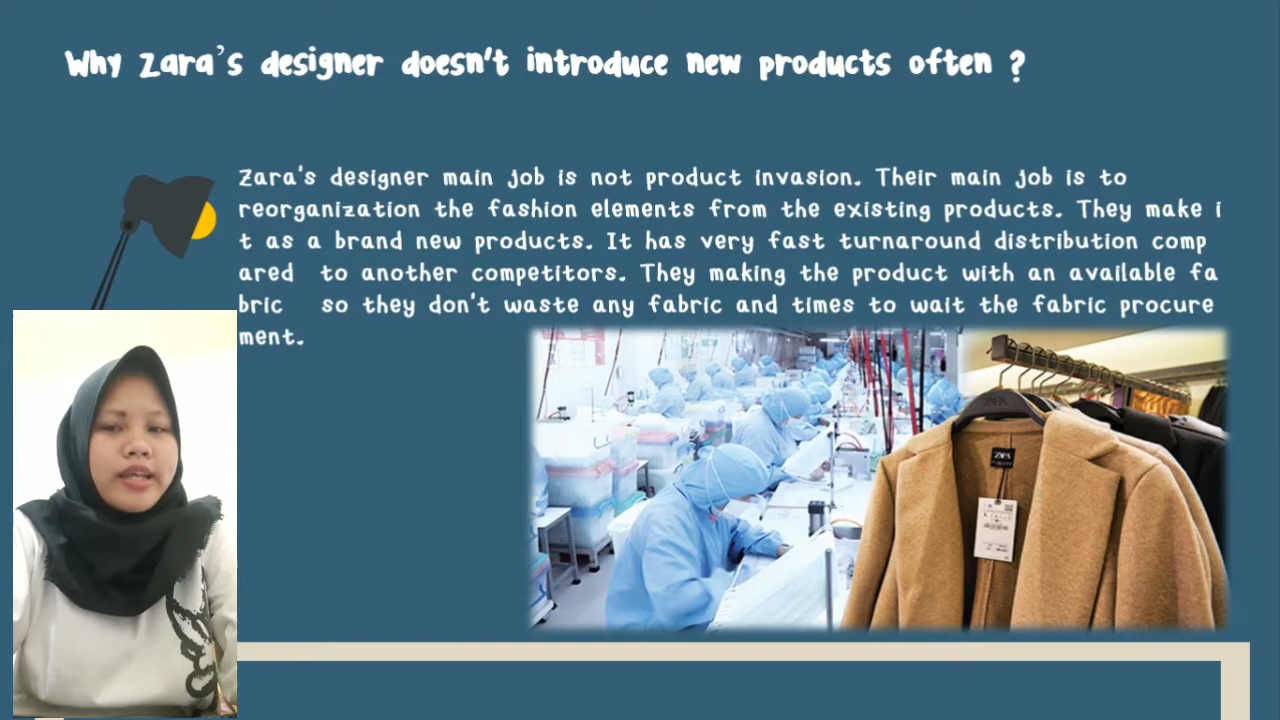 Why Zara's designer doesn't introduce new products often ?
Zara's designer main job is not product invasion. Their main job is to
reorganization the fashion elements from the existing products. They make i
t as a brand new products. It has very fast turnaround distribution comp
ared to another competitors. They making the product with an available fa
bric so they don't waste any fabric and times to wait the fabric procure
ment.
ZARA